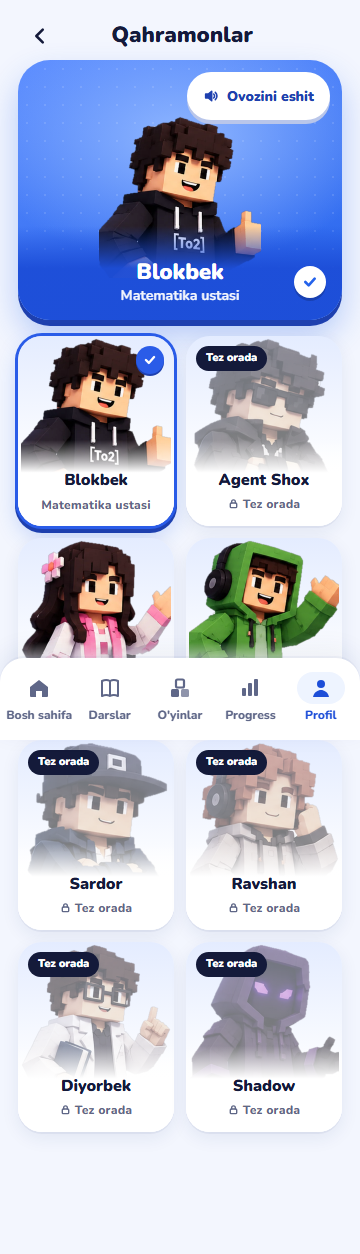 Qahramonlar
Ovozini eshit
[To2]
Blokbek
Matematika ustasi
Tez orada
[To2]
Blokbek
Matematika ustasi
Agent Shox
Tez orada
Bosh sahifa
Darslar
O'yinlar
Progress
Profil
Tez orada
Tez orada
Sardor
Tez orada
Ravshan
Tez orada
Tez orada
Tez orada
Diyorbek
Tez orada
Shadow
Tez orada